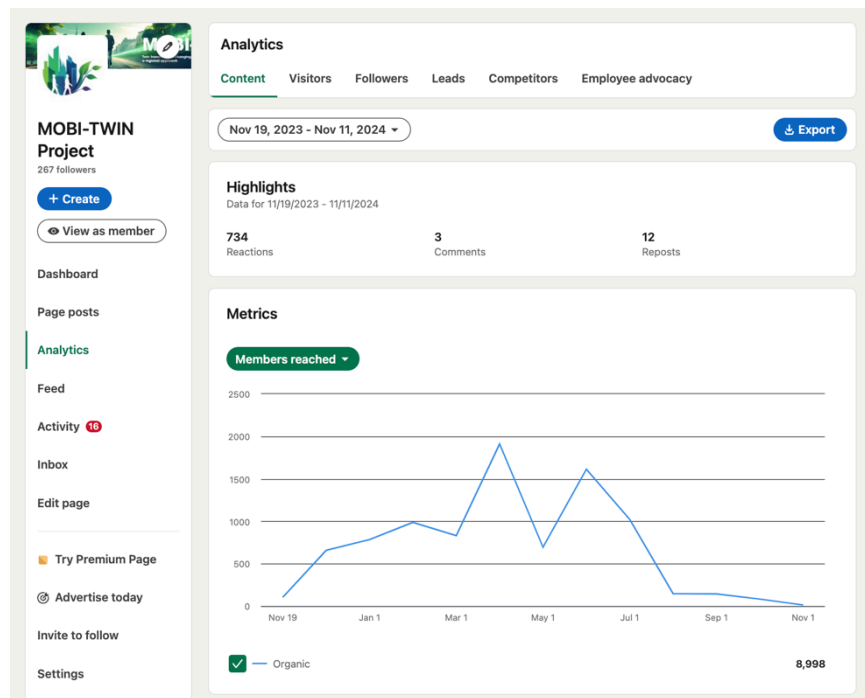 MOBI-
MOBI-TWIN
Project
267 followers
+ Create
View as member
Dashboard
Page posts
Analytics
Feed
Activity 16
Inbox
Edit page
Try Premium Page
Advertise today
Invite to follow
Settings
Analytics
Content Visitors Followers Leads Competitors Employee advocacy
Nov 19, 2023 - Nov 11, 2024
Export
Highlights
Data for 11/19/2023 - 11/11/2024
734 3 12
Reactions Comments Reposts
Metrics
Members reached
2500
2000
1500
1000
500
0
Nov 19 Jan 1 Mar 1 May 1 Jul 1 Sep 1 Nov 1
Organic 8,998